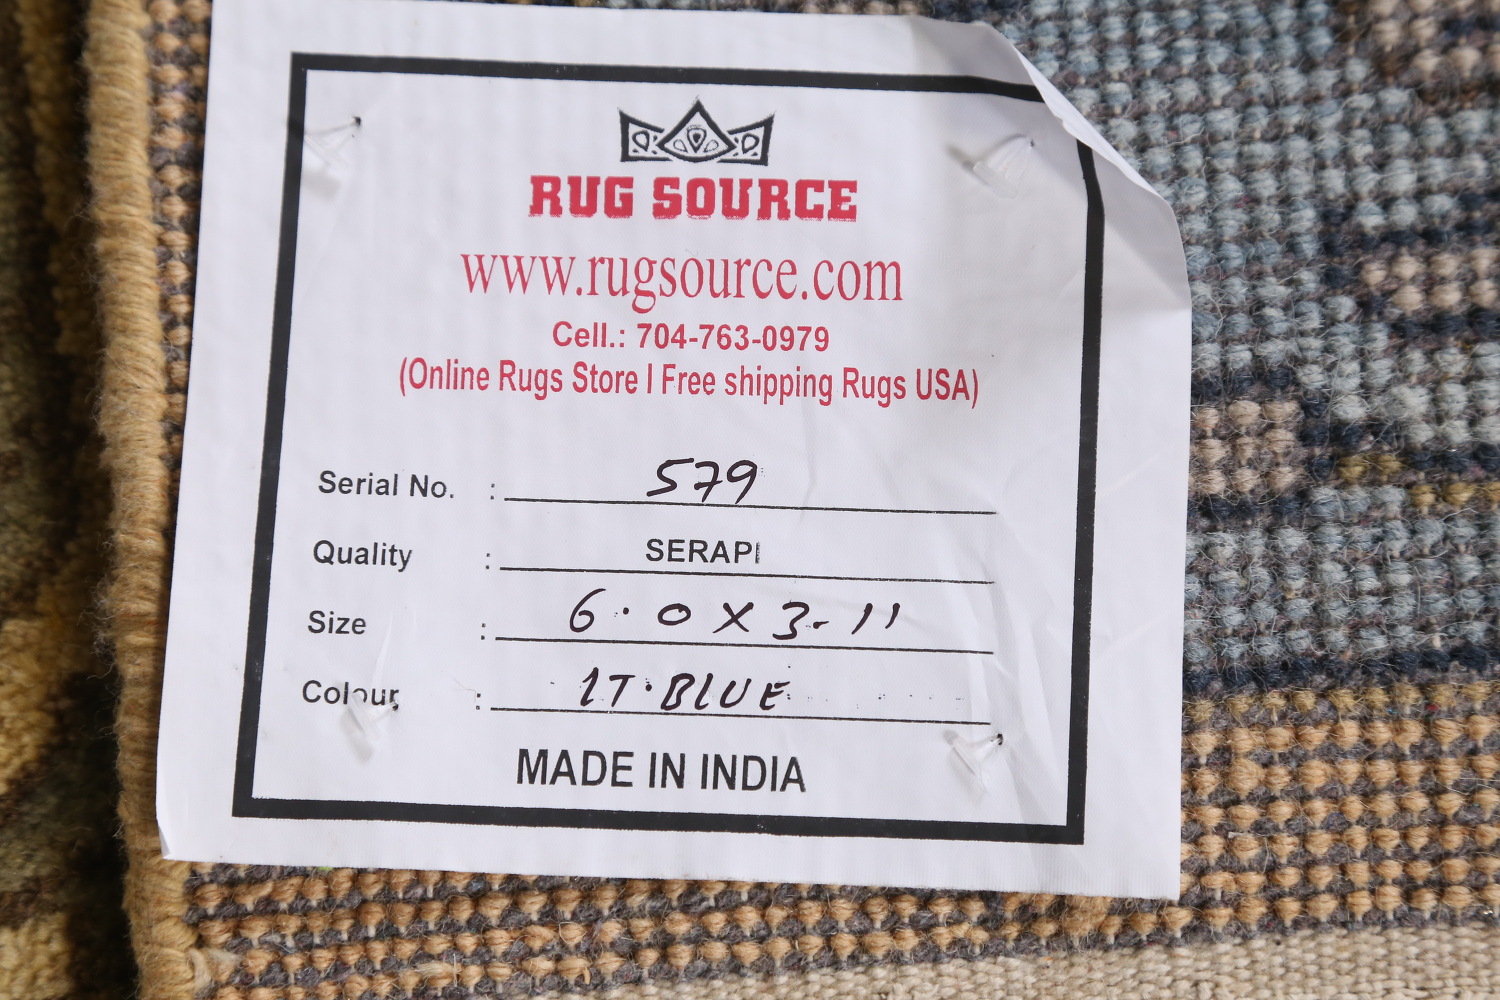 RUG SOURCE
www.rugsource.com
Cell.: 704-763-0979
(Online Rugs Store I Free shipping Rugs USA)
Serial No. : 579
Quality : SERAPI
Size : 6.0 X 3.11
Colour : LT.BLUE
MADE IN INDIA